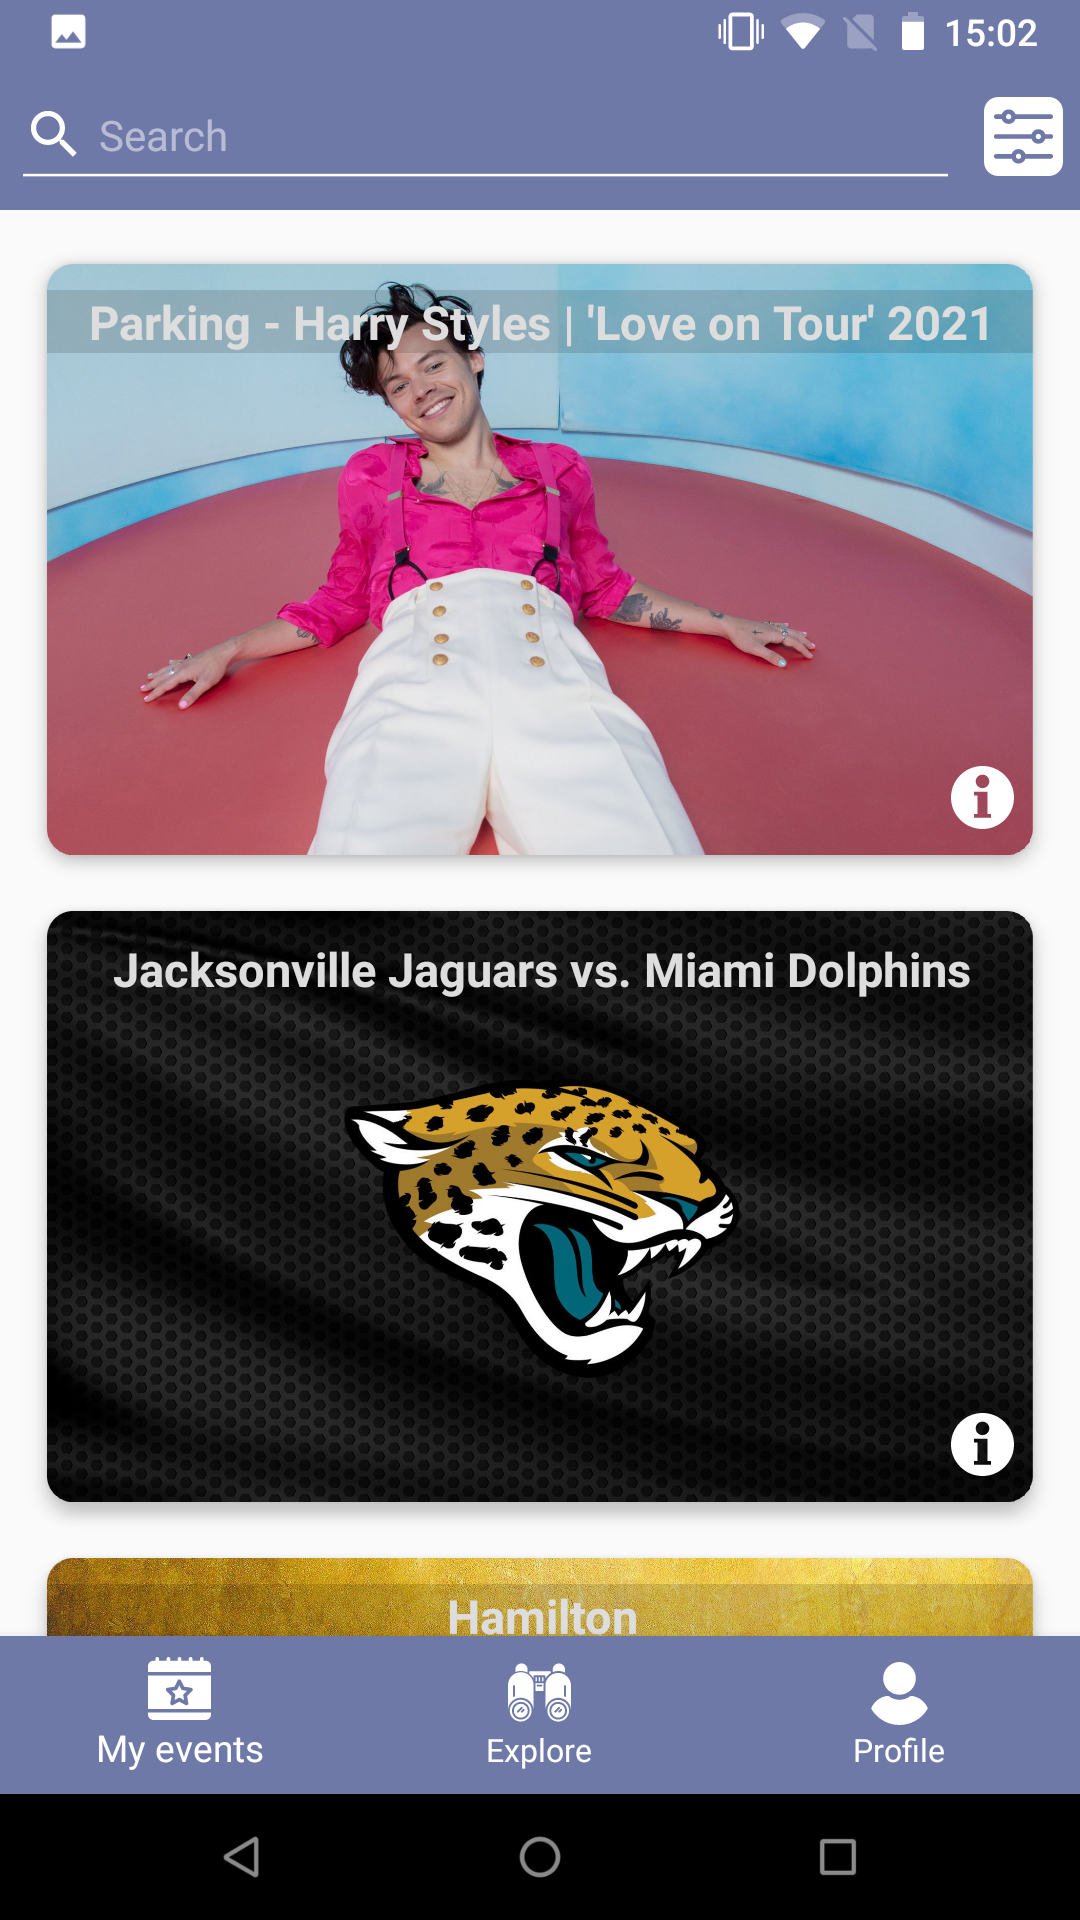 15:02
Search
Parking - Harry Styles | 'Love on Tour' 2021
Jacksonville Jaguars vs. Miami Dolphins
Hamilton
My events
Explore
Profile